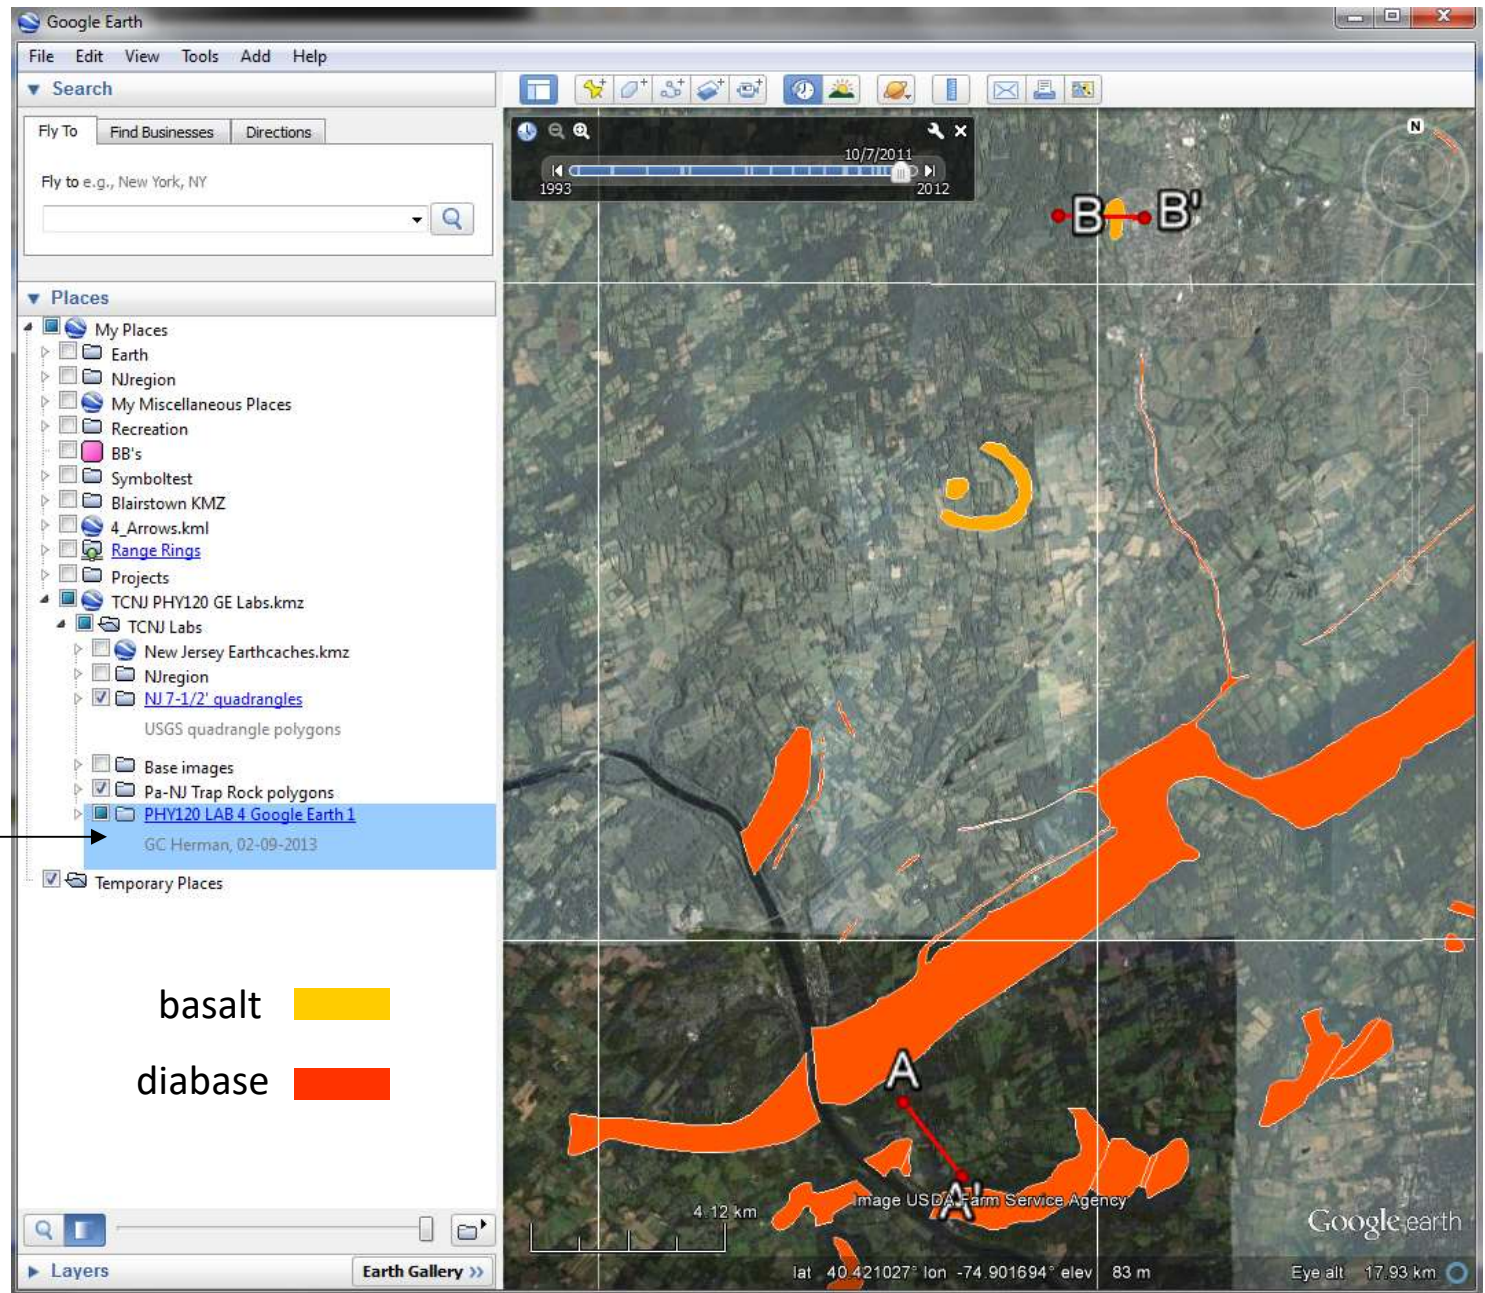 Google Earth
File Edit View Tools Add Help
Search
Fly To Find Businesses Directions
Fly to e.g., New York, NY
Places
My Places
Earth
NJregion
My Miscellaneous Places
Recreation
BB's
Symboltest
Blairstown KMZ
4_Arrows.kml
Range Rings
Projects
TCNJ PHY120 GE Labs.kmz
TCNJ Labs
New Jersey Earthcaches.kmz
NJregion
NJ 7-1/2' quadrangles
USGS quadrangle polygons
Base images
Pa-NJ Trap Rock polygons
PHY120 LAB 4 Google Earth 1
GC Herman, 02-09-2013
Temporary Places
basalt
diabase
Layers
Earth Gallery >>
10/7/2011
1993 2012
N
B B'
A
A'
Image USDA Farm Service Agency
4.12 km
Google earth
lat 40.421027° lon -74.901694° elev 83 m
Eye alt 17.93 km